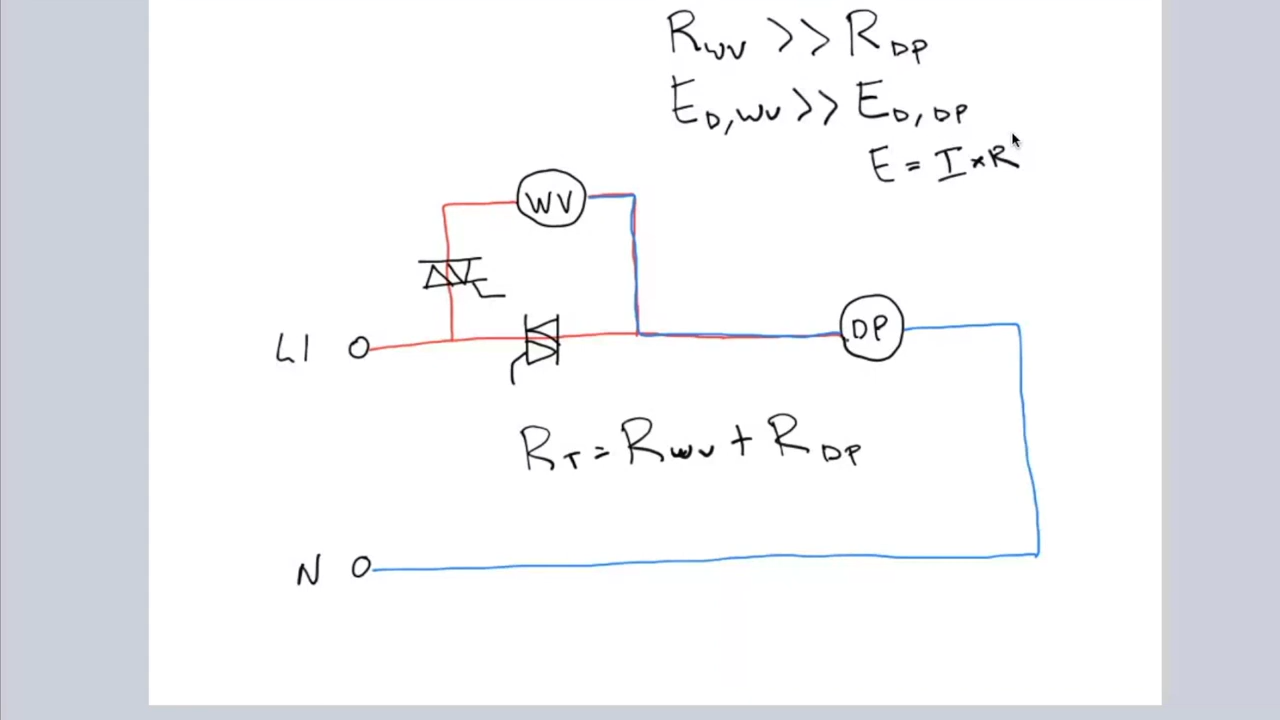 R_WV >> R_DP
E_D,WV >> E_D,DP
E = I × R
WV
L1
DP
R_T = R_WV + R_DP
N